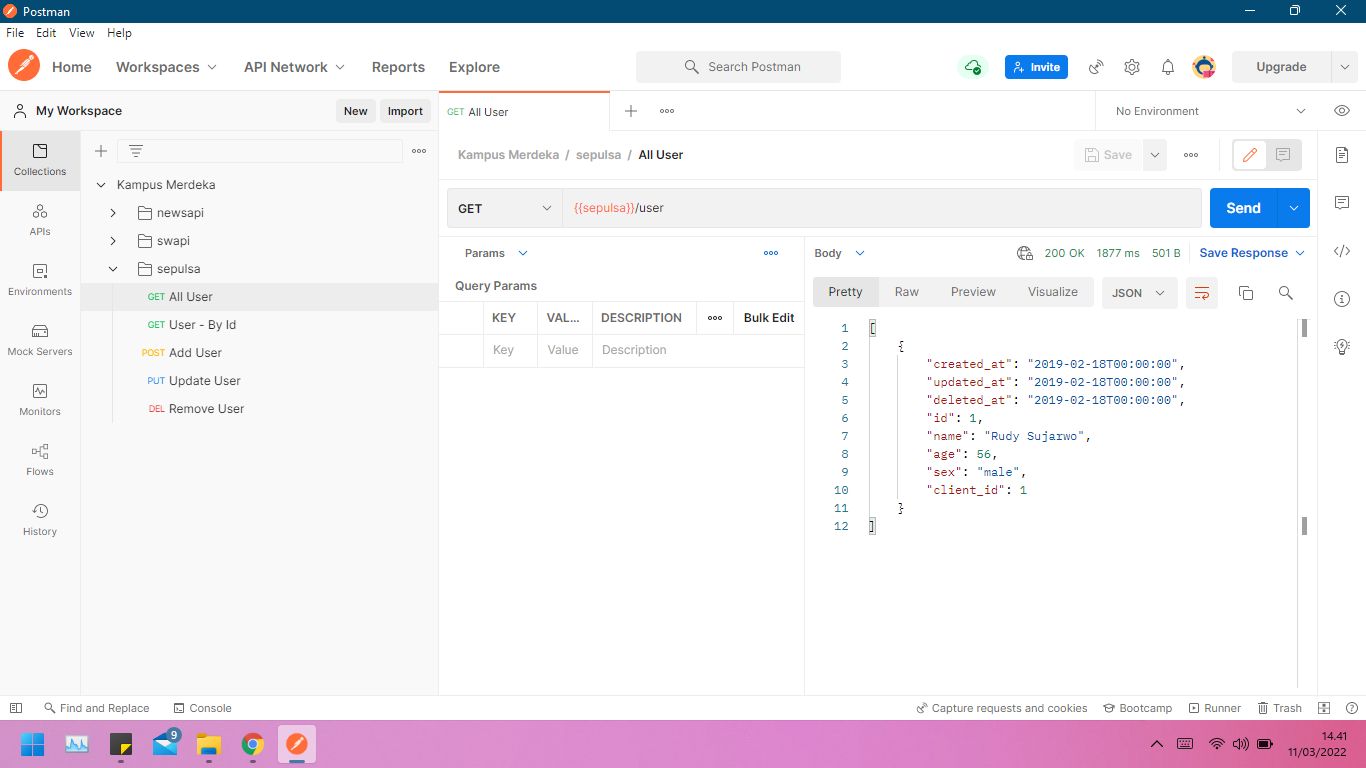 Postman
File Edit View Help
Home Workspaces API Network Reports Explore Search Postman Invite Upgrade
My Workspace New Import GET All User No Environment
Collections
APIs
Environments
Mock Servers
Monitors
Flows
History
Kampus Merdeka
newsapi
swapi
sepulsa
GET All User
GET User - By Id
POST Add User
PUT Update User
DEL Remove User
Kampus Merdeka / sepulsa / All User Save
GET {{sepulsa}}/user Send
Params
Query Params
KEY VAL... DESCRIPTION Bulk Edit
Key Value Description
Body 200 OK 1877 ms 501 B Save Response
Pretty Raw Preview Visualize JSON
1 [
2 {
3 "created_at": "2019-02-18T00:00:00",
4 "updated_at": "2019-02-18T00:00:00",
5 "deleted_at": "2019-02-18T00:00:00",
6 "id": 1,
7 "name": "Rudy Sujarwo",
8 "age": 56,
9 "sex": "male",
10 "client_id": 1
11 }
12 ]
Find and Replace Console Capture requests and cookies Bootcamp Runner Trash
9
14.41
11/03/2022